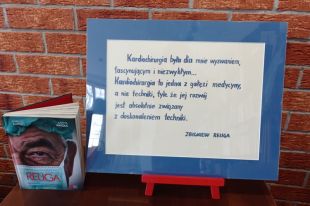 Kardiochirurgia była dla mnie wyzwaniem,
fascynującym i niezwykłym...
Kardiochirurgia to jedna z gałęzi medycyny,
a nie techniki, tyle że jej rozwój
jest absolutnie związany
z doskonaleniem techniki.
ZBIGNIEW RELIGA
RELIGA